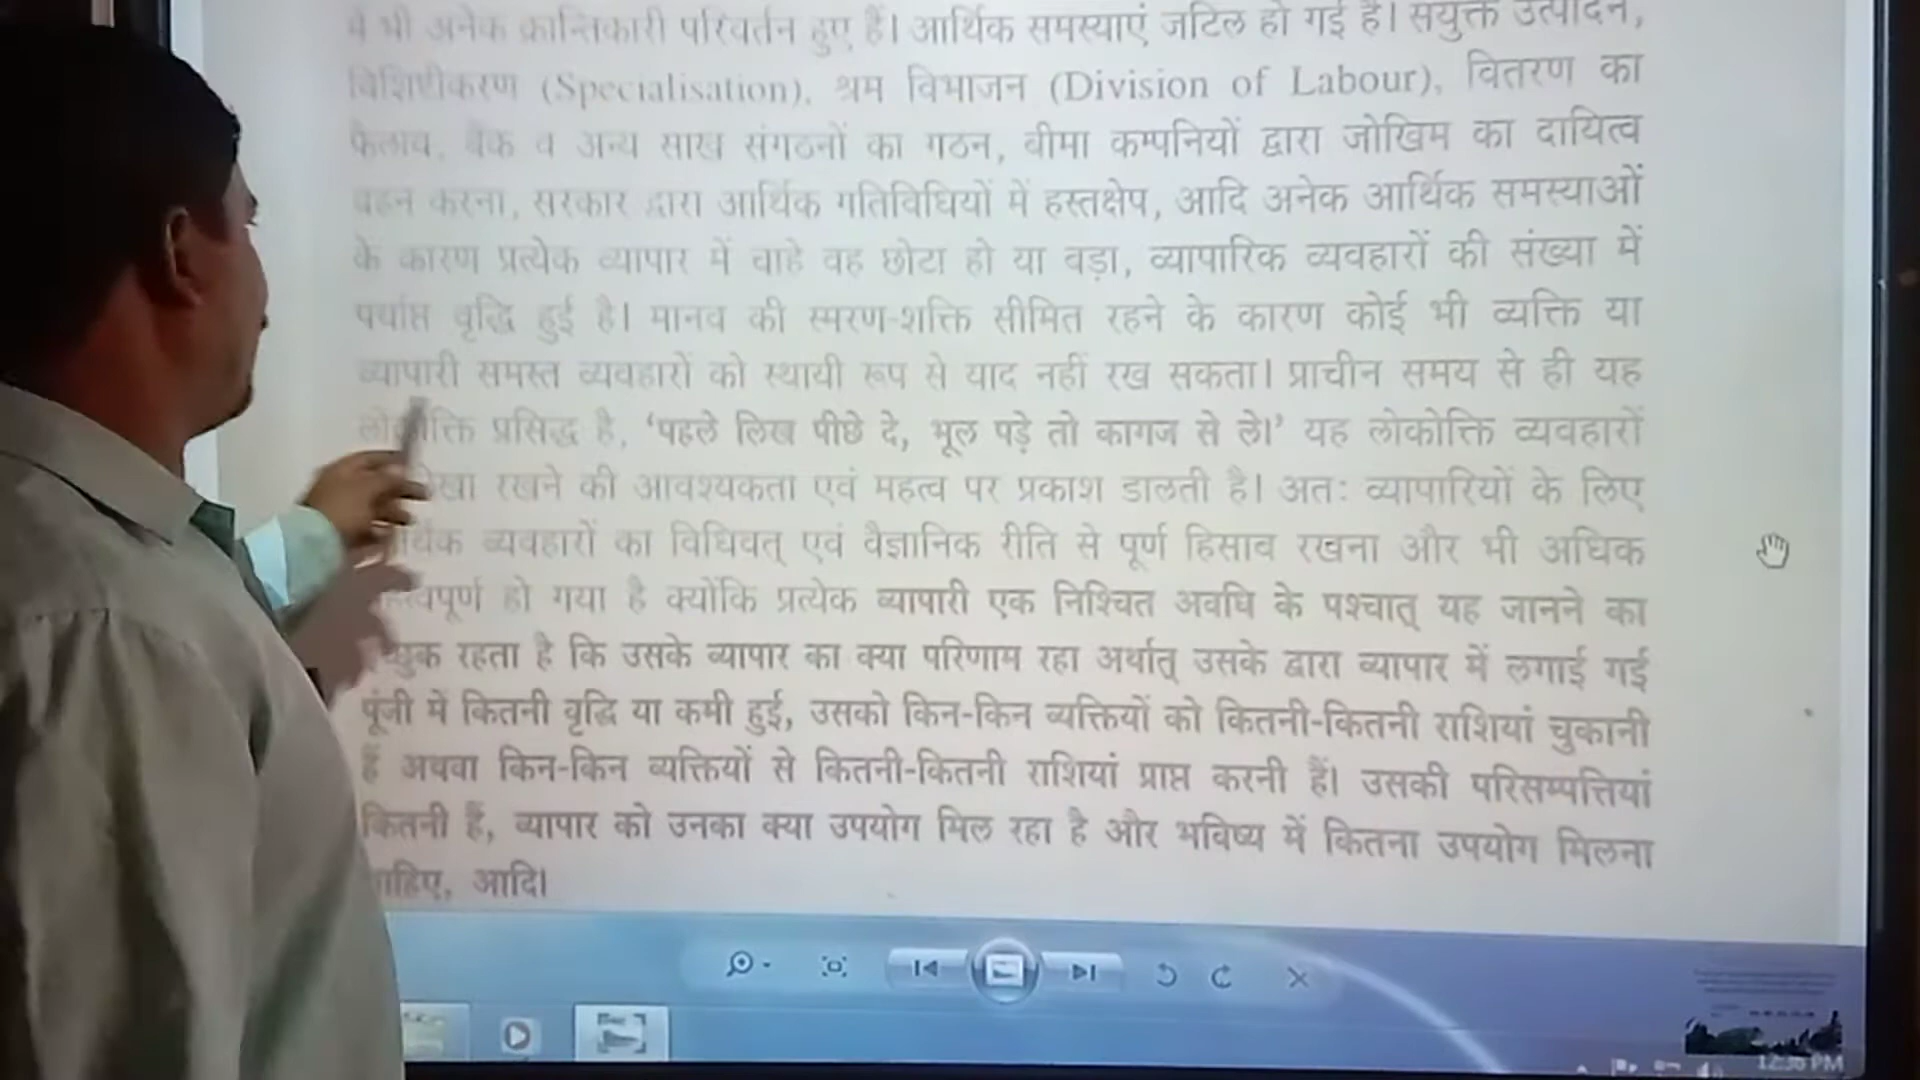 में भी अनेक क्रान्तिकारी परिवर्तन हुए हैं। आर्थिक समस्याएं जटिल हो गई हैं। संयुक्त उत्पादन,
विशिष्टीकरण (Specialisation), श्रम विभाजन (Division of Labour), वितरण का
फैलाव, बैंक व अन्य साख संगठनों का गठन, बीमा कम्पनियों द्वारा जोखिम का दायित्व
वहन करना, सरकार द्वारा आर्थिक गतिविधियों में हस्तक्षेप, आदि अनेक आर्थिक समस्याओं
के कारण प्रत्येक व्यापार में चाहे वह छोटा हो या बड़ा, व्यापारिक व्यवहारों की संख्या में
पर्याप्त वृद्धि हुई है। मानव की स्मरण-शक्ति सीमित रहने के कारण कोई भी व्यक्ति या
व्यापारी समस्त व्यवहारों को स्थायी रूप से याद नहीं रख सकता। प्राचीन समय से ही यह
प्रसिद्ध है, ‘पहले लिख पीछे दे, भूल पड़े तो कागज से ले।’ यह लोकोक्ति व्यवहारों
रखने की आवश्यकता एवं महत्व पर प्रकाश डालती है। अतः व्यापारियों के लिए
व्यवहारों का विधिवत् एवं वैज्ञानिक रीति से पूर्ण हिसाब रखना और भी अधिक
हो गया है क्योंकि प्रत्येक व्यापारी एक निश्चित अवधि के पश्चात् यह जानने का
रहता है कि उसके व्यापार का क्या परिणाम रहा अर्थात् उसके द्वारा व्यापार में लगाई गई
पूंजी में कितनी वृद्धि या कमी हुई, उसको किन-किन व्यक्तियों को कितनी-कितनी राशियां चुकानी
हैं अथवा किन-किन व्यक्तियों से कितनी-कितनी राशियां प्राप्त करनी हैं। उसकी परिसम्पत्तियां
कितनी हैं, व्यापार को उनका क्या उपयोग मिल रहा है और भविष्य में कितना उपयोग मिलना
आदि।
12:36 PM